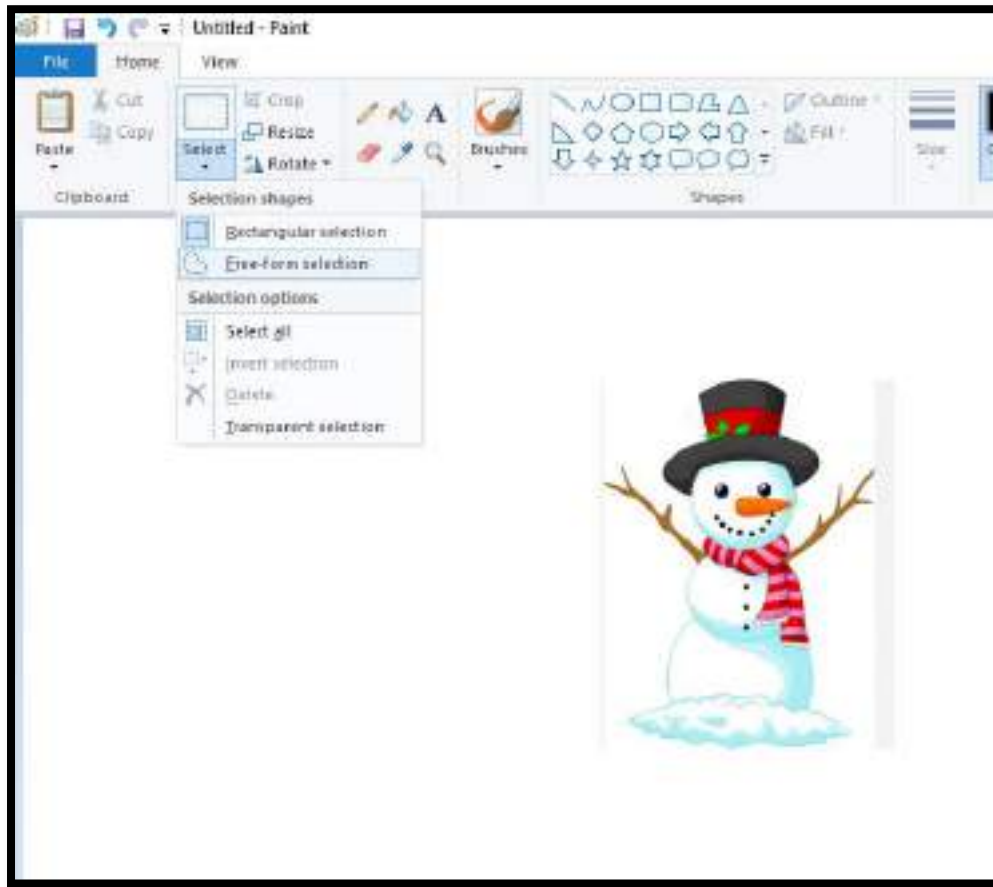 Untitled - Paint
File Home View
Cut
Copy
Paste
Select
Crop
Resize
Rotate
A
Brushes
Outline
Fill
Size
Clipboard
Shapes
Selection shapes
Rectangular selection
Free-form selection
Selection options
Select all
Invert selection
Delete
Transparent selection